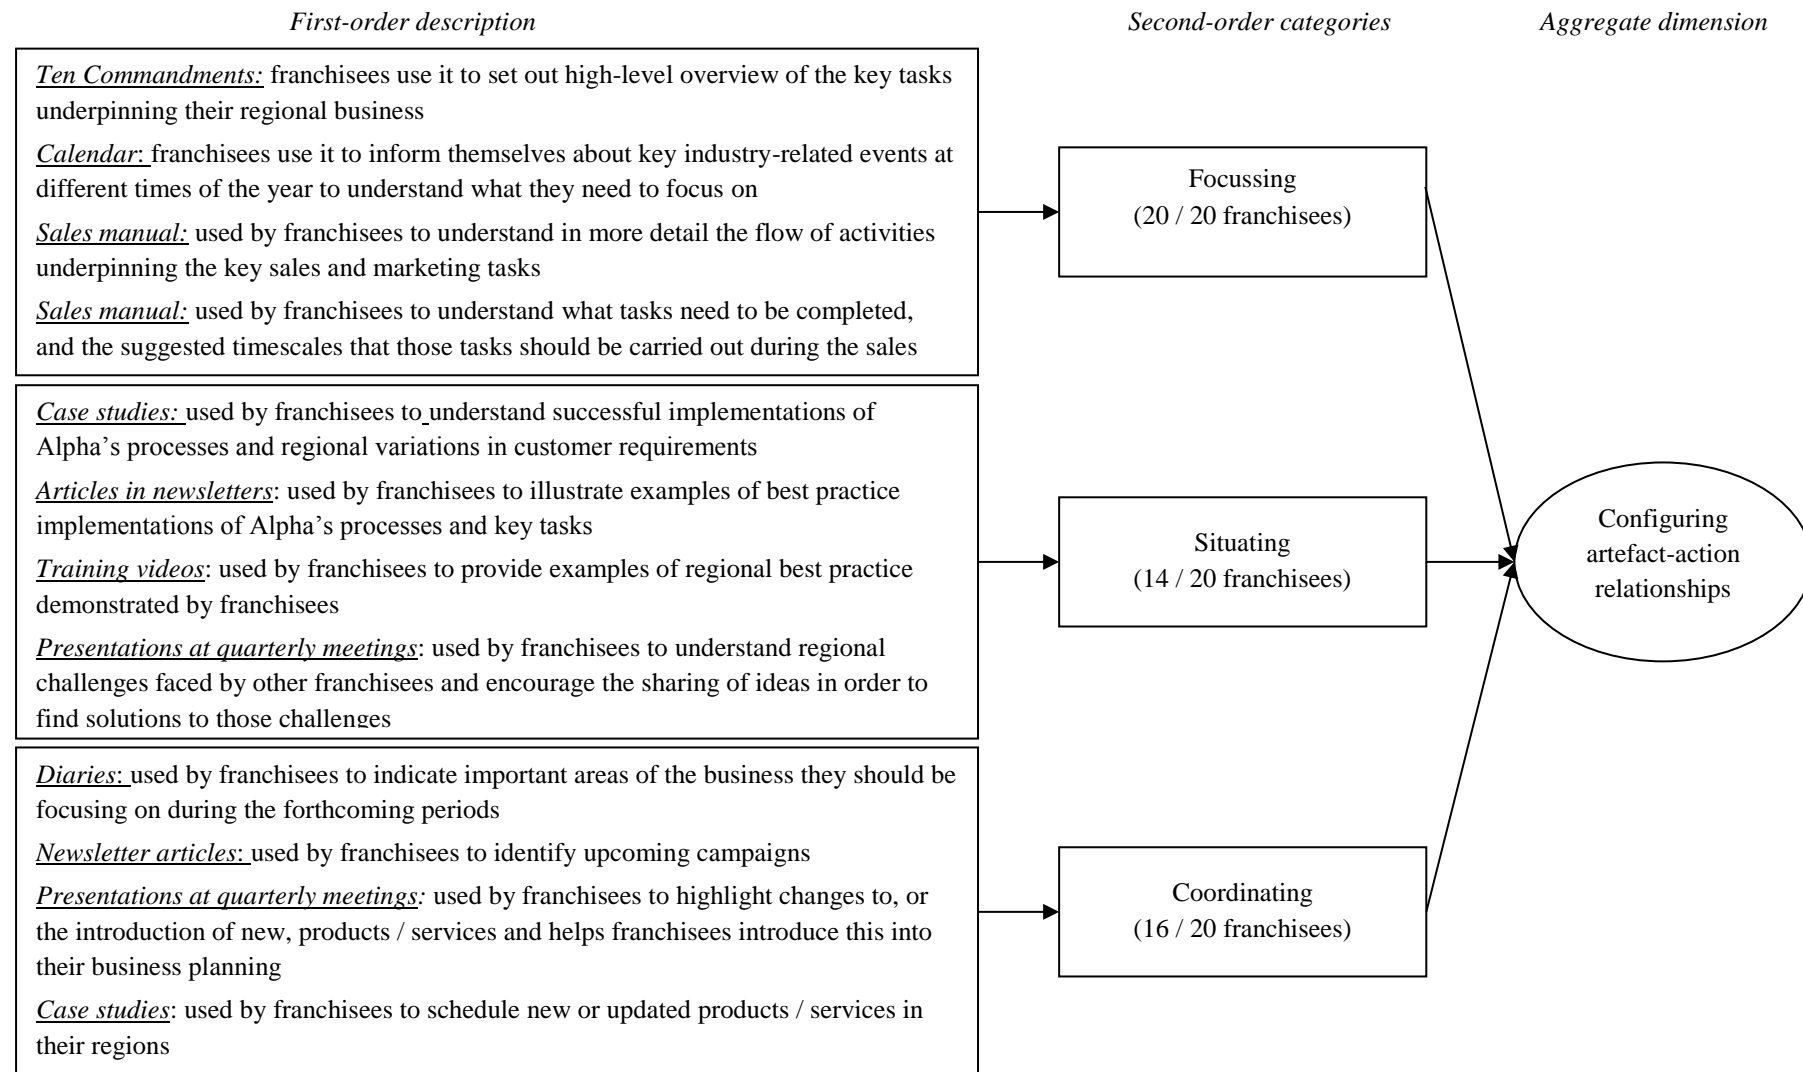 First-order description
Second-order categories
Aggregate dimension
Ten Commandments: franchisees use it to set out high-level overview of the key tasks
underpinning their regional business
Calendar: franchisees use it to inform themselves about key industry-related events at
different times of the year to understand what they need to focus on
Sales manual: used by franchisees to understand in more detail the flow of activities
underpinning the key sales and marketing tasks
Sales manual: used by franchisees to understand what tasks need to be completed,
and the suggested timescales that those tasks should be carried out during the sales
Focussing
(20 / 20 franchisees)
Case studies: used by franchisees to understand successful implementations of
Alpha’s processes and regional variations in customer requirements
Articles in newsletters: used by franchisees to illustrate examples of best practice
implementations of Alpha’s processes and key tasks
Training videos: used by franchisees to provide examples of regional best practice
demonstrated by franchisees
Presentations at quarterly meetings: used by franchisees to understand regional
challenges faced by other franchisees and encourage the sharing of ideas in order to
find solutions to those challenges
Situating
(14 / 20 franchisees)
Configuring
artefact-action
relationships
Diaries: used by franchisees to indicate important areas of the business they should be
focusing on during the forthcoming periods
Newsletter articles: used by franchisees to identify upcoming campaigns
Presentations at quarterly meetings: used by franchisees to highlight changes to, or
the introduction of new, products / services and helps franchisees introduce this into
their business planning
Case studies: used by franchisees to schedule new or updated products / services in
their regions
Coordinating
(16 / 20 franchisees)